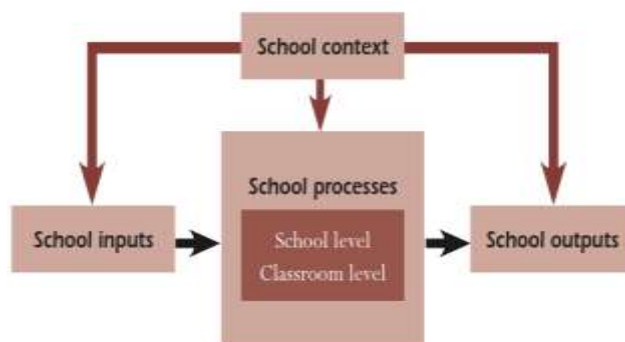 School context
School processes
School inputs
School level
Classroom level
School outputs